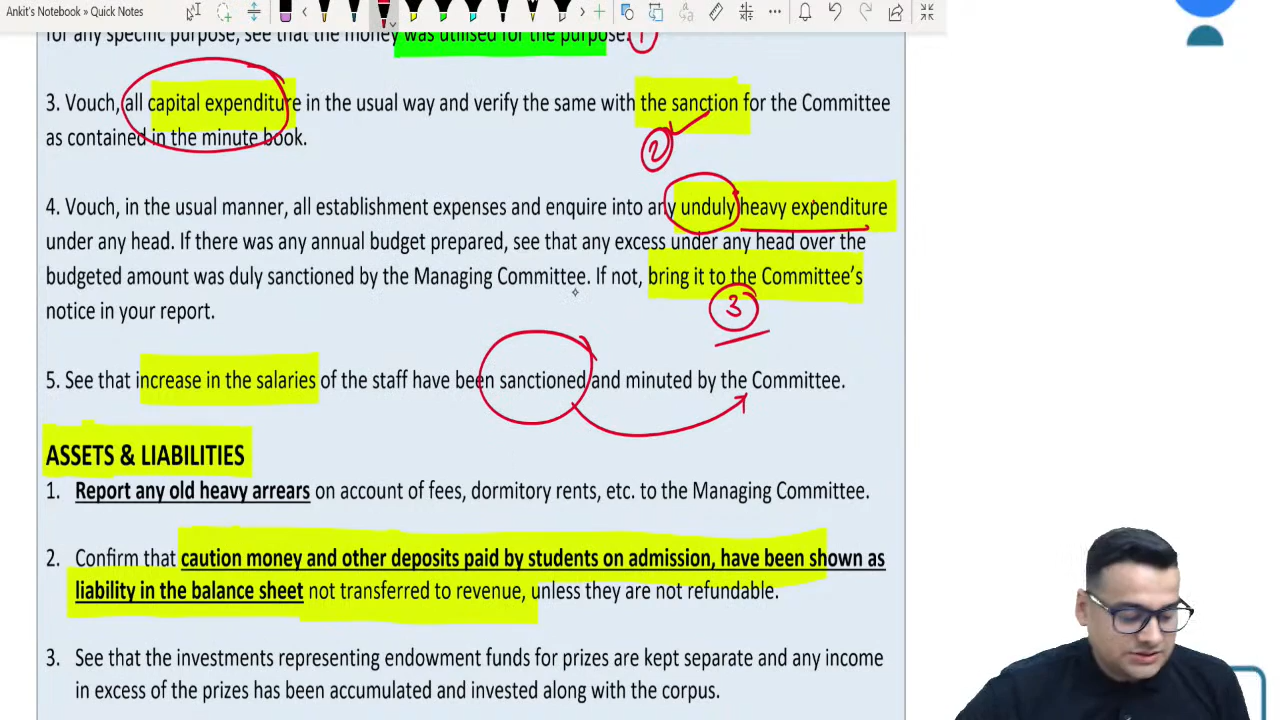 Ankit's Notebook » Quick Notes
for any specific purpose, see that the money was utilised for the purpose. 1
3. Vouch, all capital expenditure in the usual way and verify the same with the sanction for the Committee
as contained in the minute book.
2
4. Vouch, in the usual manner, all establishment expenses and enquire into any unduly heavy expenditure
under any head. If there was any annual budget prepared, see that any excess under any head over the
budgeted amount was duly sanctioned by the Managing Committee. If not, bring it to the Committee's
notice in your report.
3
5. See that increase in the salaries of the staff have been sanctioned and minuted by the Committee.
ASSETS & LIABILITIES
1. Report any old heavy arrears on account of fees, dormitory rents, etc. to the Managing Committee.
2. Confirm that caution money and other deposits paid by students on admission, have been shown as
liability in the balance sheet not transferred to revenue, unless they are not refundable.
3. See that the investments representing endowment funds for prizes are kept separate and any income
in excess of the prizes has been accumulated and invested along with the corpus.